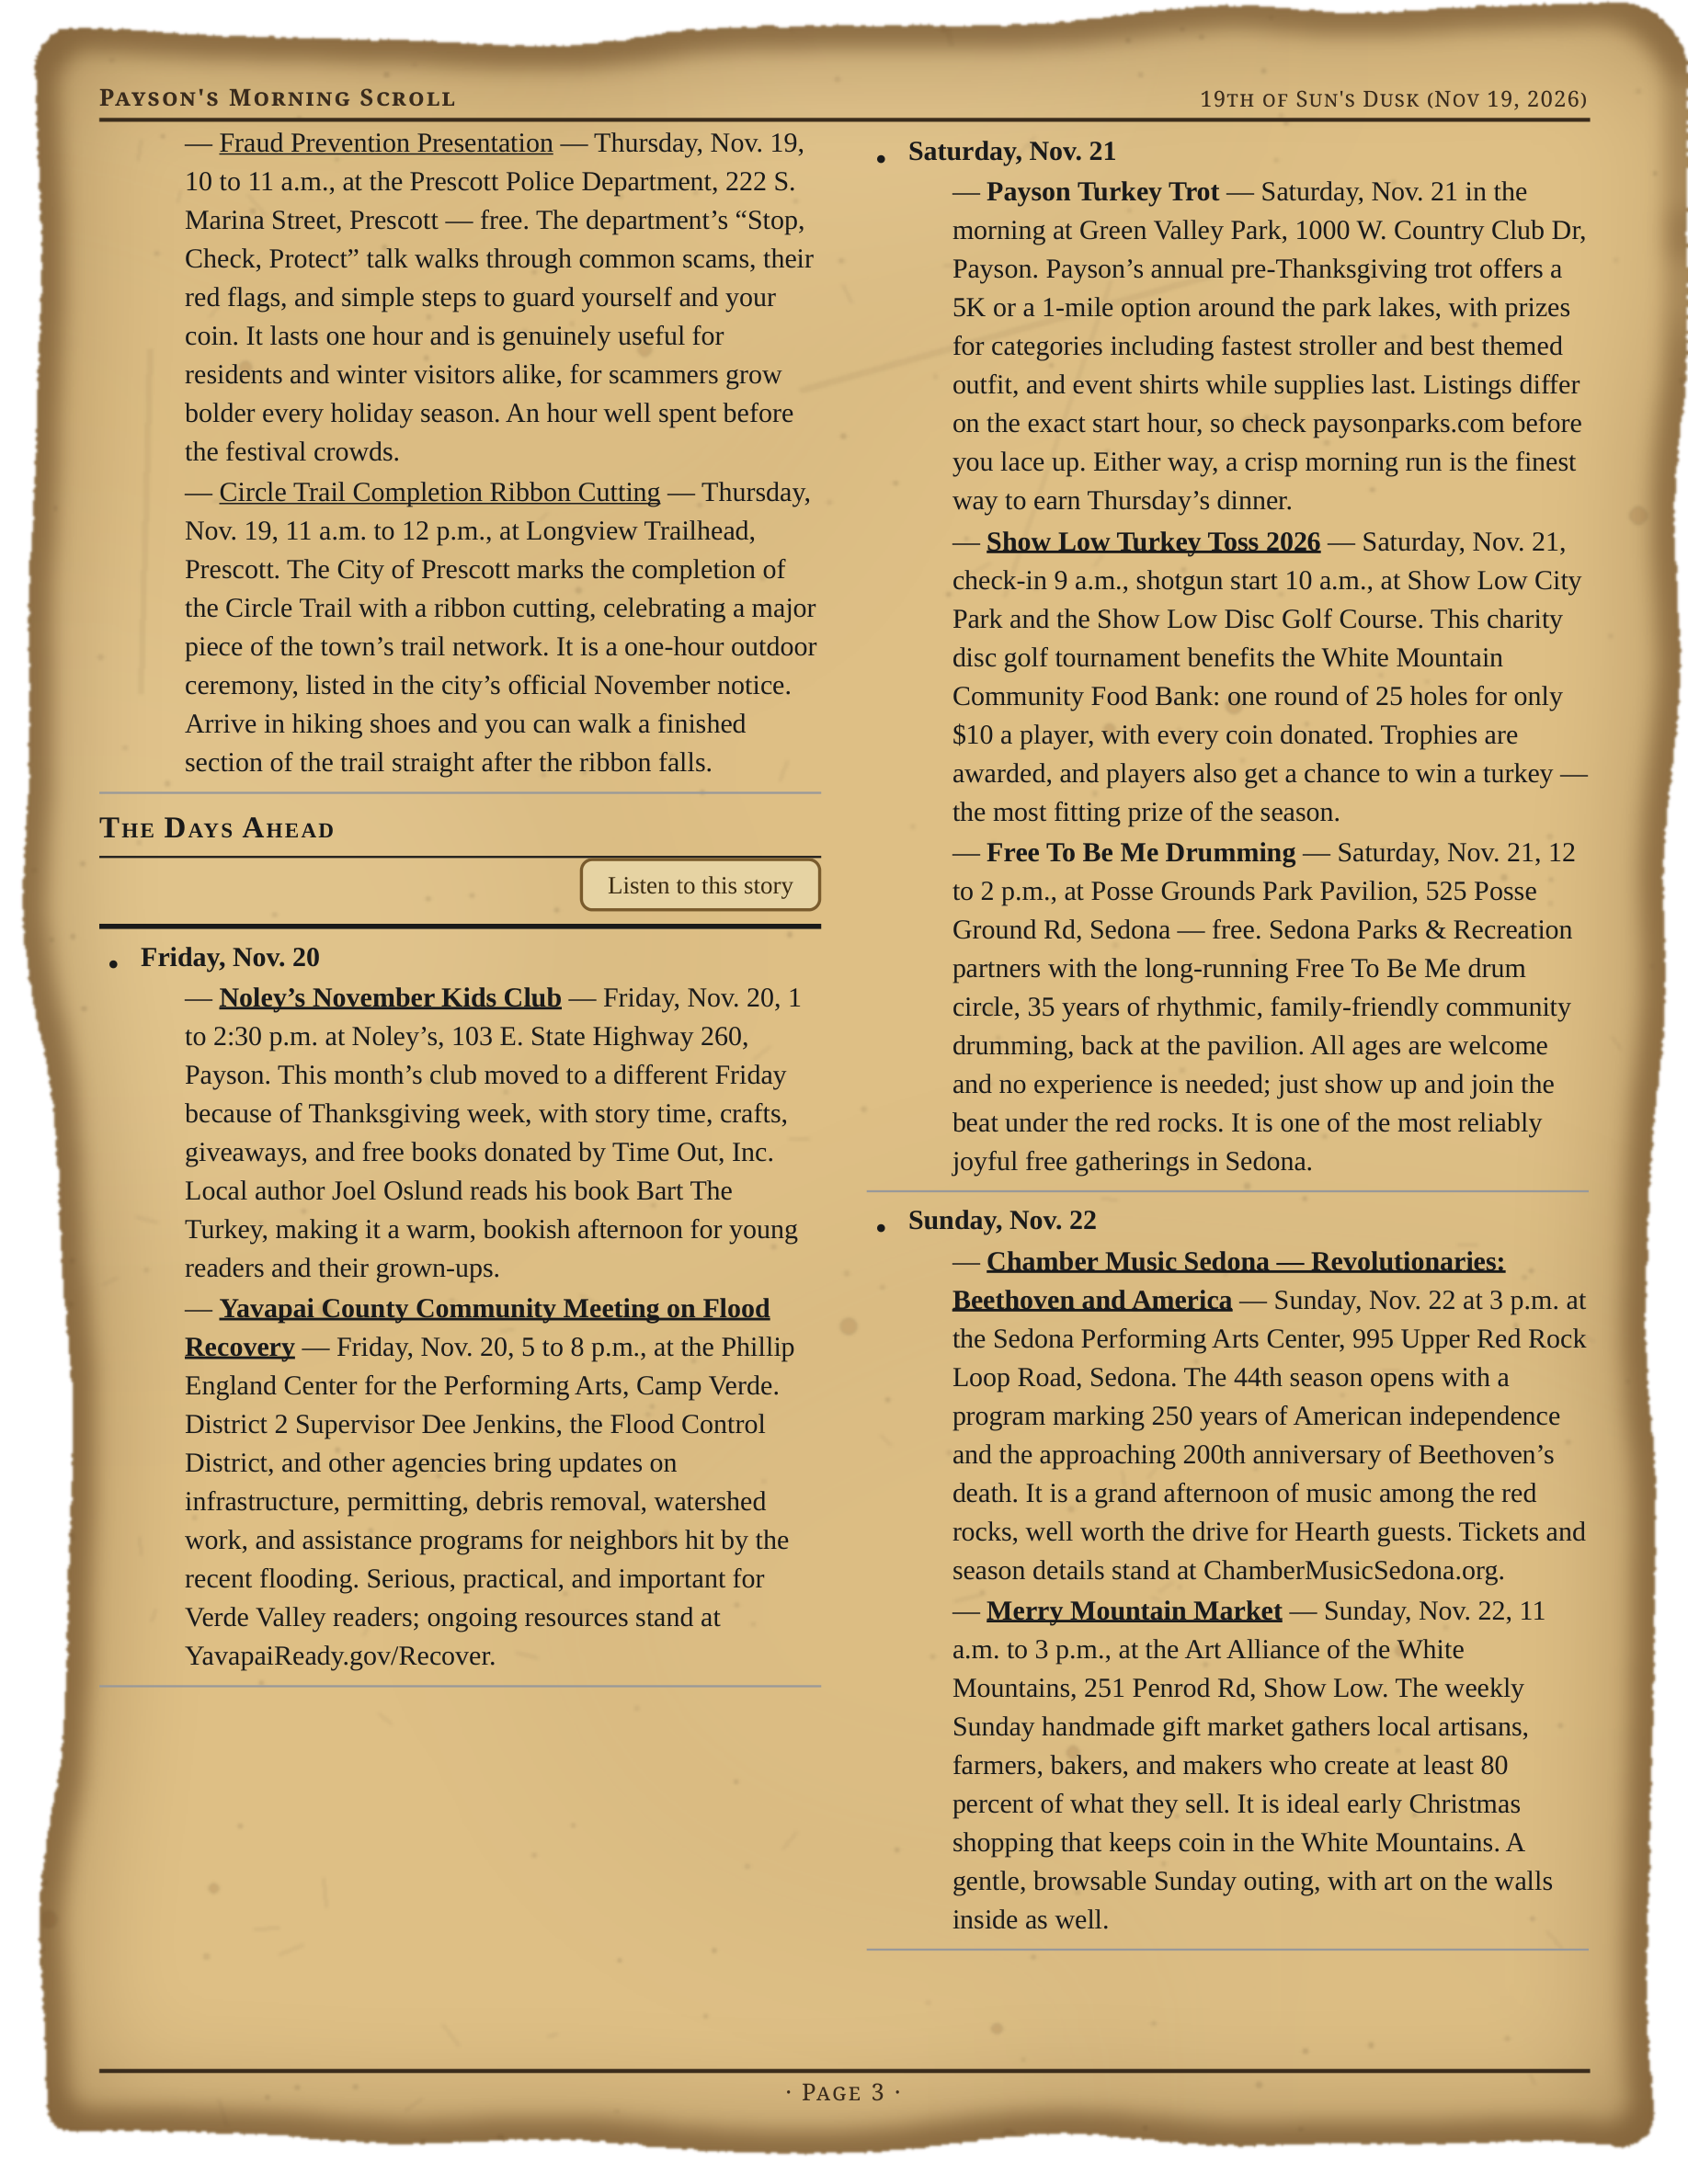 Payson's Morning Scroll
19th of Sun's Dusk (Nov 19, 2026)
— Fraud Prevention Presentation — Thursday, Nov. 19,
10 to 11 a.m., at the Prescott Police Department, 222 S.
Marina Street, Prescott — free. The department’s “Stop,
Check, Protect” talk walks through common scams, their
red flags, and simple steps to guard yourself and your
coin. It lasts one hour and is genuinely useful for
residents and winter visitors alike, for scammers grow
bolder every holiday season. An hour well spent before
the festival crowds.
— Circle Trail Completion Ribbon Cutting — Thursday,
Nov. 19, 11 a.m. to 12 p.m., at Longview Trailhead,
Prescott. The City of Prescott marks the completion of
the Circle Trail with a ribbon cutting, celebrating a major
piece of the town’s trail network. It is a one-hour outdoor
ceremony, listed in the city’s official November notice.
Arrive in hiking shoes and you can walk a finished
section of the trail straight after the ribbon falls.
The Days Ahead
Listen to this story
• Friday, Nov. 20
— Noley’s November Kids Club — Friday, Nov. 20, 1
to 2:30 p.m. at Noley’s, 103 E. State Highway 260,
Payson. This month’s club moved to a different Friday
because of Thanksgiving week, with story time, crafts,
giveaways, and free books donated by Time Out, Inc.
Local author Joel Oslund reads his book Bart The
Turkey, making it a warm, bookish afternoon for young
readers and their grown-ups.
— Yavapai County Community Meeting on Flood
Recovery — Friday, Nov. 20, 5 to 8 p.m., at the Phillip
England Center for the Performing Arts, Camp Verde.
District 2 Supervisor Dee Jenkins, the Flood Control
District, and other agencies bring updates on
infrastructure, permitting, debris removal, watershed
work, and assistance programs for neighbors hit by the
recent flooding. Serious, practical, and important for
Verde Valley readers; ongoing resources stand at
YavapaiReady.gov/Recover.
• Saturday, Nov. 21
— Payson Turkey Trot — Saturday, Nov. 21 in the
morning at Green Valley Park, 1000 W. Country Club Dr,
Payson. Payson’s annual pre-Thanksgiving trot offers a
5K or a 1-mile option around the park lakes, with prizes
for categories including fastest stroller and best themed
outfit, and event shirts while supplies last. Listings differ
on the exact start hour, so check paysonparks.com before
you lace up. Either way, a crisp morning run is the finest
way to earn Thursday’s dinner.
— Show Low Turkey Toss 2026 — Saturday, Nov. 21,
check-in 9 a.m., shotgun start 10 a.m., at Show Low City
Park and the Show Low Disc Golf Course. This charity
disc golf tournament benefits the White Mountain
Community Food Bank: one round of 25 holes for only
$10 a player, with every coin donated. Trophies are
awarded, and players also get a chance to win a turkey —
the most fitting prize of the season.
— Free To Be Me Drumming — Saturday, Nov. 21, 12
to 2 p.m., at Posse Grounds Park Pavilion, 525 Posse
Ground Rd, Sedona — free. Sedona Parks & Recreation
partners with the long-running Free To Be Me drum
circle, 35 years of rhythmic, family-friendly community
drumming, back at the pavilion. All ages are welcome
and no experience is needed; just show up and join the
beat under the red rocks. It is one of the most reliably
joyful free gatherings in Sedona.
• Sunday, Nov. 22
— Chamber Music Sedona — Revolutionaries:
Beethoven and America — Sunday, Nov. 22 at 3 p.m. at
the Sedona Performing Arts Center, 995 Upper Red Rock
Loop Road, Sedona. The 44th season opens with a
program marking 250 years of American independence
and the approaching 200th anniversary of Beethoven’s
death. It is a grand afternoon of music among the red
rocks, well worth the drive for Hearth guests. Tickets and
season details stand at ChamberMusicSedona.org.
— Merry Mountain Market — Sunday, Nov. 22, 11
a.m. to 3 p.m., at the Art Alliance of the White
Mountains, 251 Penrod Rd, Show Low. The weekly
Sunday handmade gift market gathers local artisans,
farmers, bakers, and makers who create at least 80
percent of what they sell. It is ideal early Christmas
shopping that keeps coin in the White Mountains. A
gentle, browsable Sunday outing, with art on the walls
inside as well.
· Page 3 ·